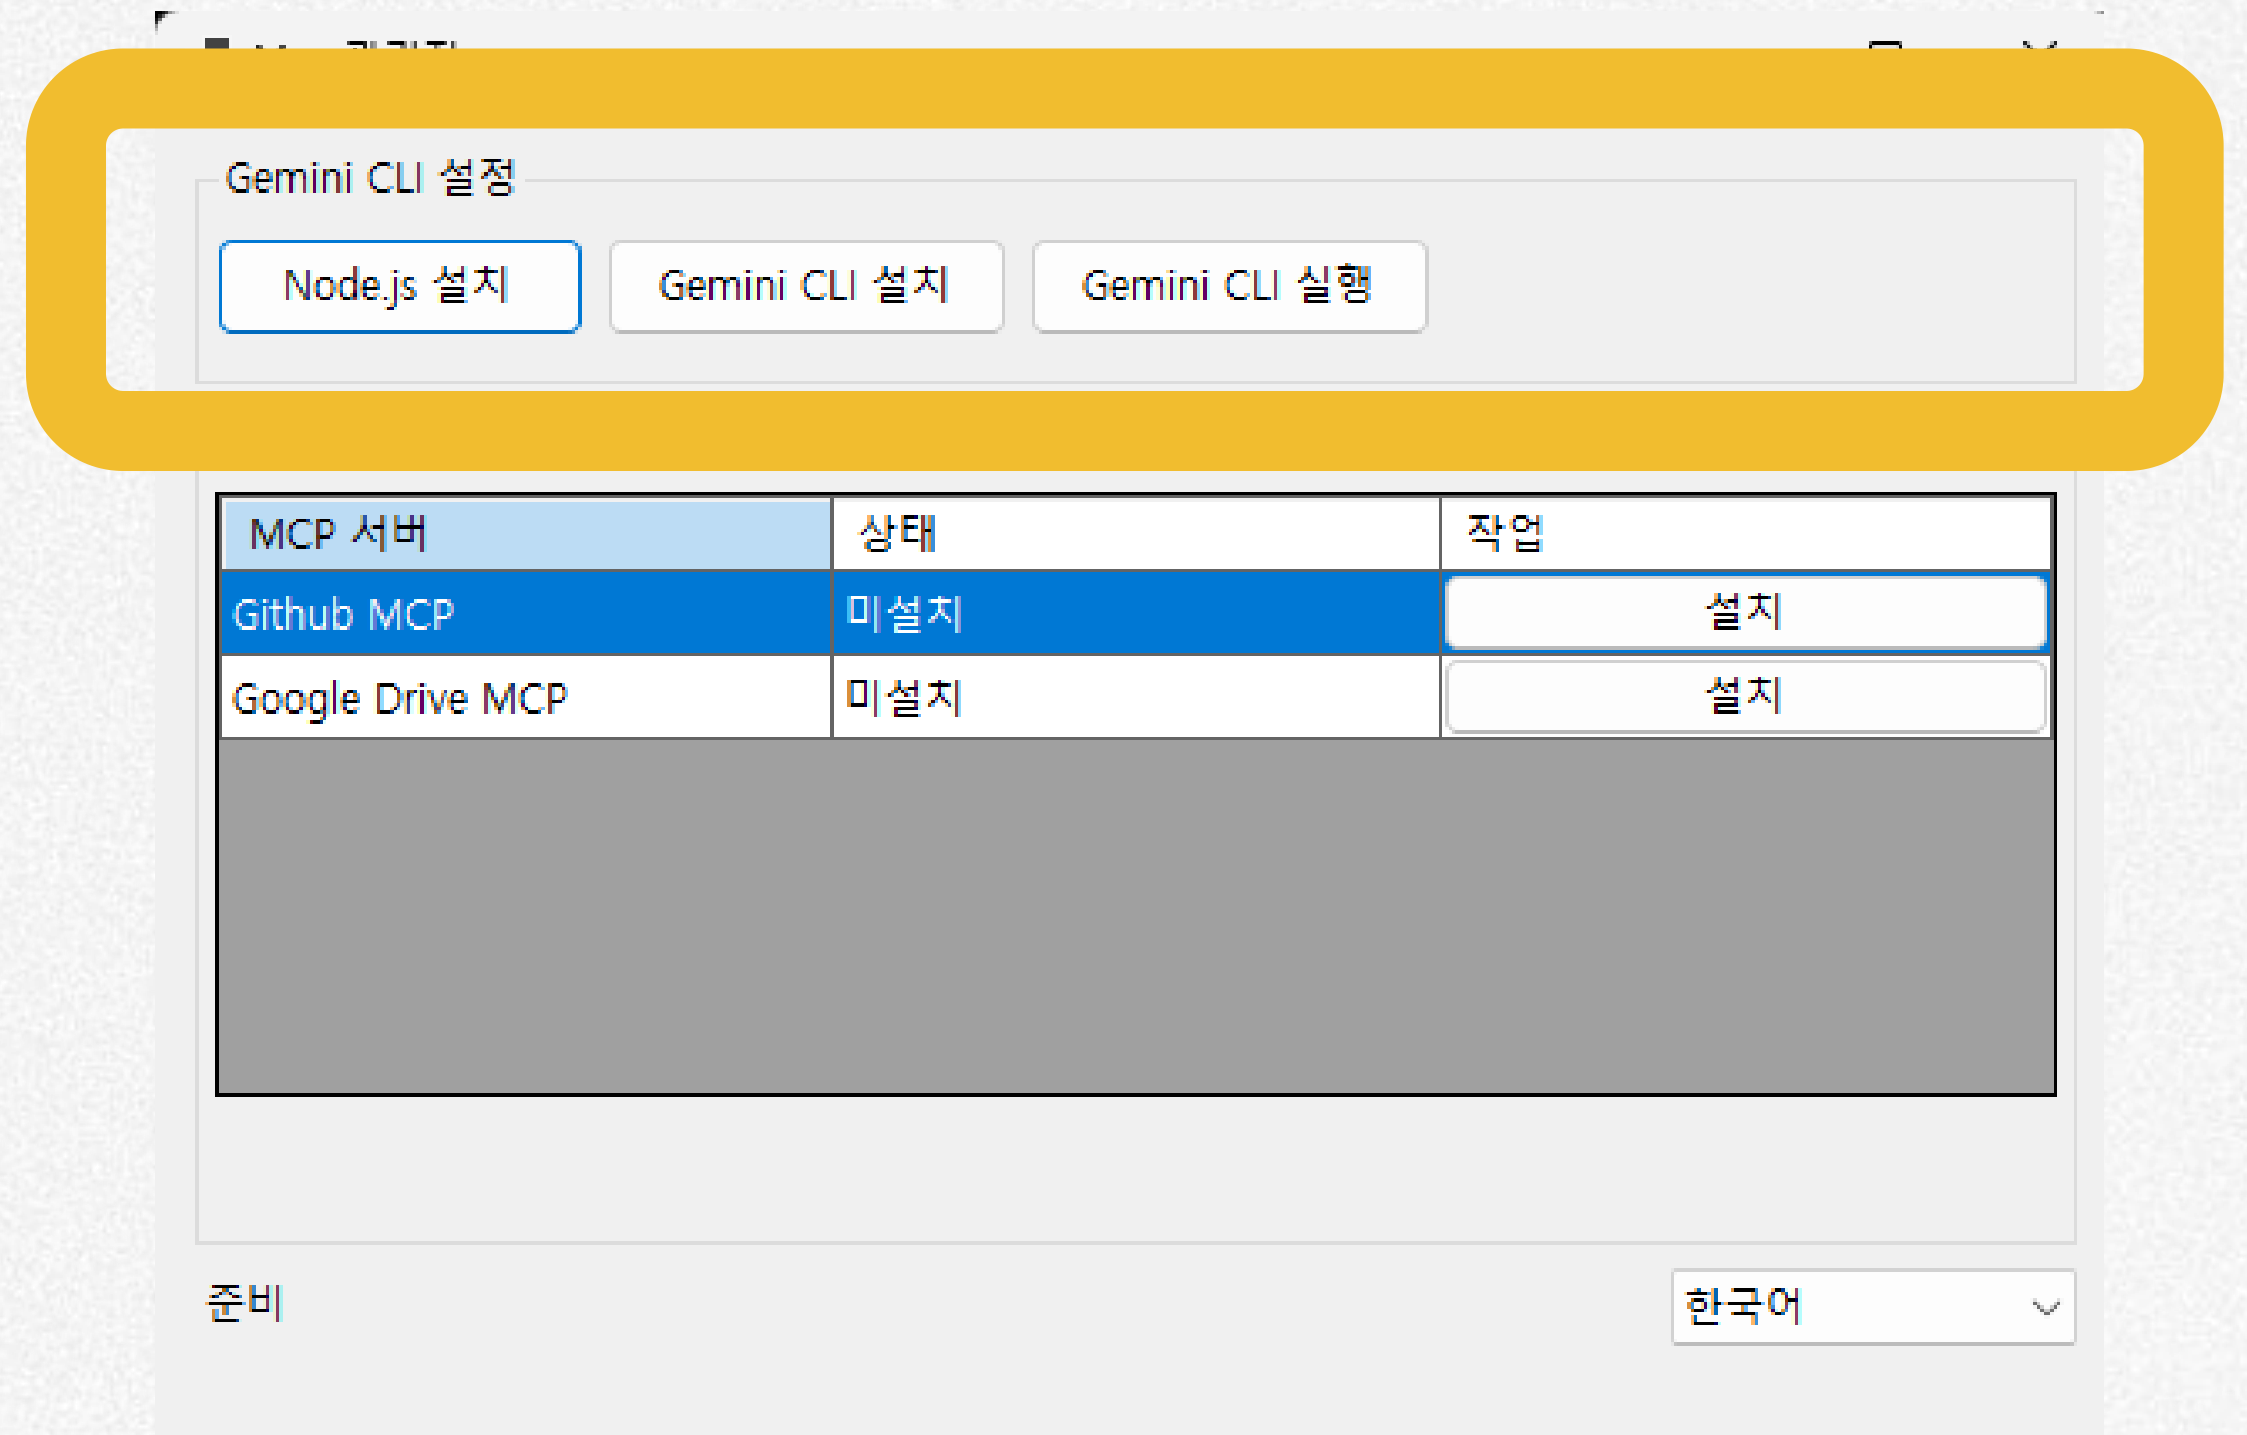 Gemini CLI 설정
Node.js 설치 Gemini CLI 설치 Gemini CLI 실행
MCP 서버 상태 작업
Github MCP 미설치 설치
Google Drive MCP 미설치 설치
준비 한국어